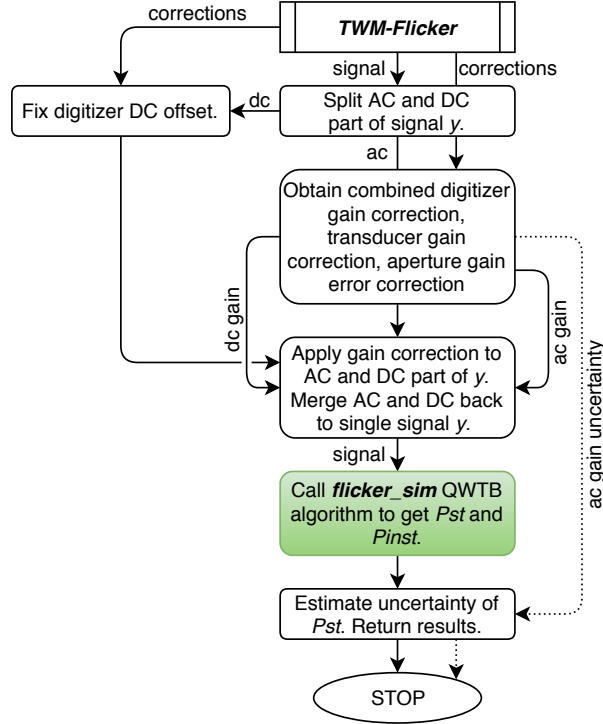 TWM-Flicker
corrections
signal
corrections
Fix digitizer DC offset.
dc
Split AC and DC
part of signal y.
ac
Obtain combined digitizer
gain correction,
transducer gain
correction, aperture gain
error correction
dc gain
ac gain
ac gain uncertainty
Apply gain correction to
AC and DC part of y.
Merge AC and DC back
to single signal y.
signal
Call flicker_sim QWTB
algorithm to get Pst and
Pinst.
Estimate uncertainty of
Pst. Return results.
STOP